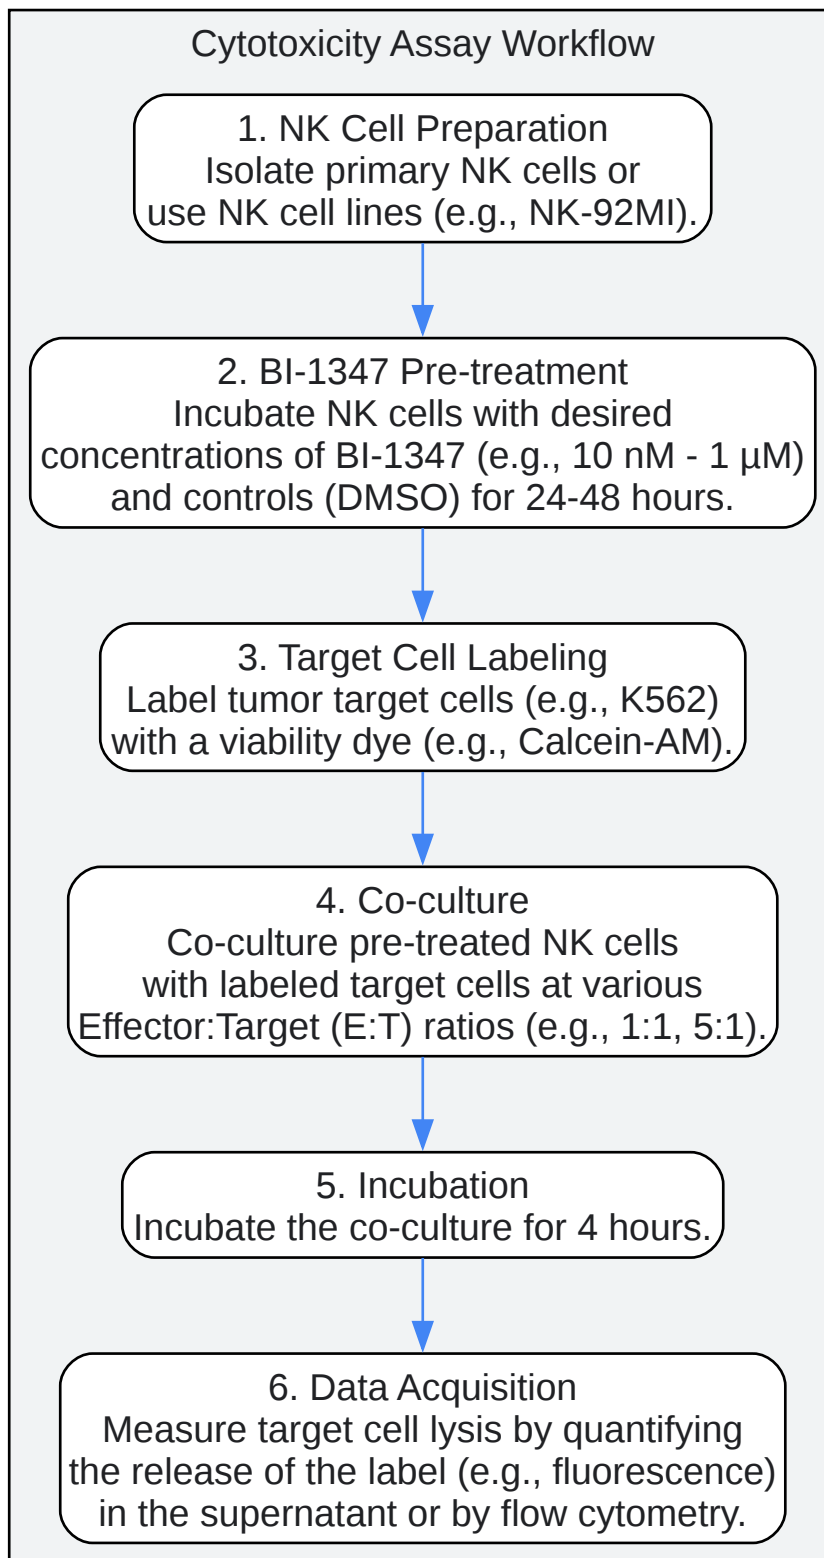 Cytotoxicity Assay Workflow
1. NK Cell Preparation
Isolate primary NK cells or
use NK cell lines (e.g., NK-92MI).
2. BI-1347 Pre-treatment
Incubate NK cells with desired
concentrations of BI-1347 (e.g., 10 nM - 1 µM)
and controls (DMSO) for 24-48 hours.
3. Target Cell Labeling
Label tumor target cells (e.g., K562)
with a viability dye (e.g., Calcein-AM).
4. Co-culture
Co-culture pre-treated NK cells
with labeled target cells at various
Effector:Target (E:T) ratios (e.g., 1:1, 5:1).
5. Incubation
Incubate the co-culture for 4 hours.
6. Data Acquisition
Measure target cell lysis by quantifying
the release of the label (e.g., fluorescence)
in the supernatant or by flow cytometry.